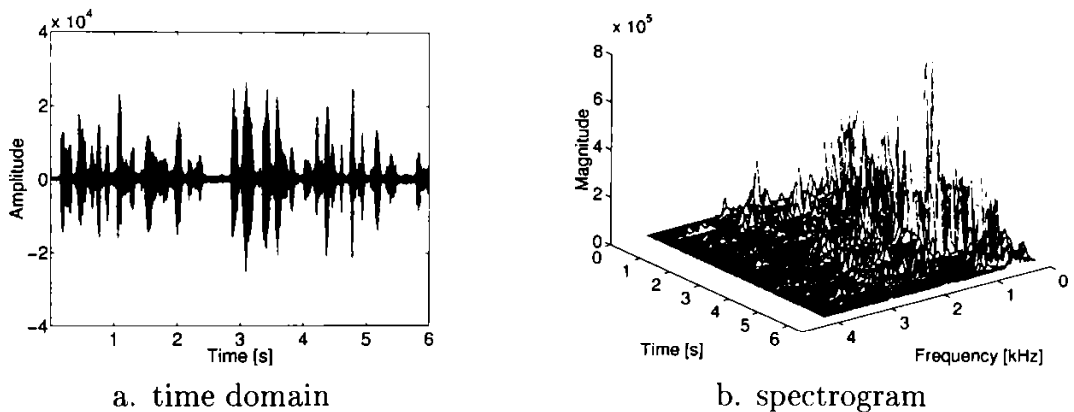 x 10^4
4
2
0
-2
-4
Amplitude
1 2 3 4 5 6
Time [s]
a. time domain
x 10^5
8
6
4
2
0
Magnitude
0 1 2 3 4 5 6
Time [s]
4 3 2 1 0
Frequency [kHz]
b. spectrogram